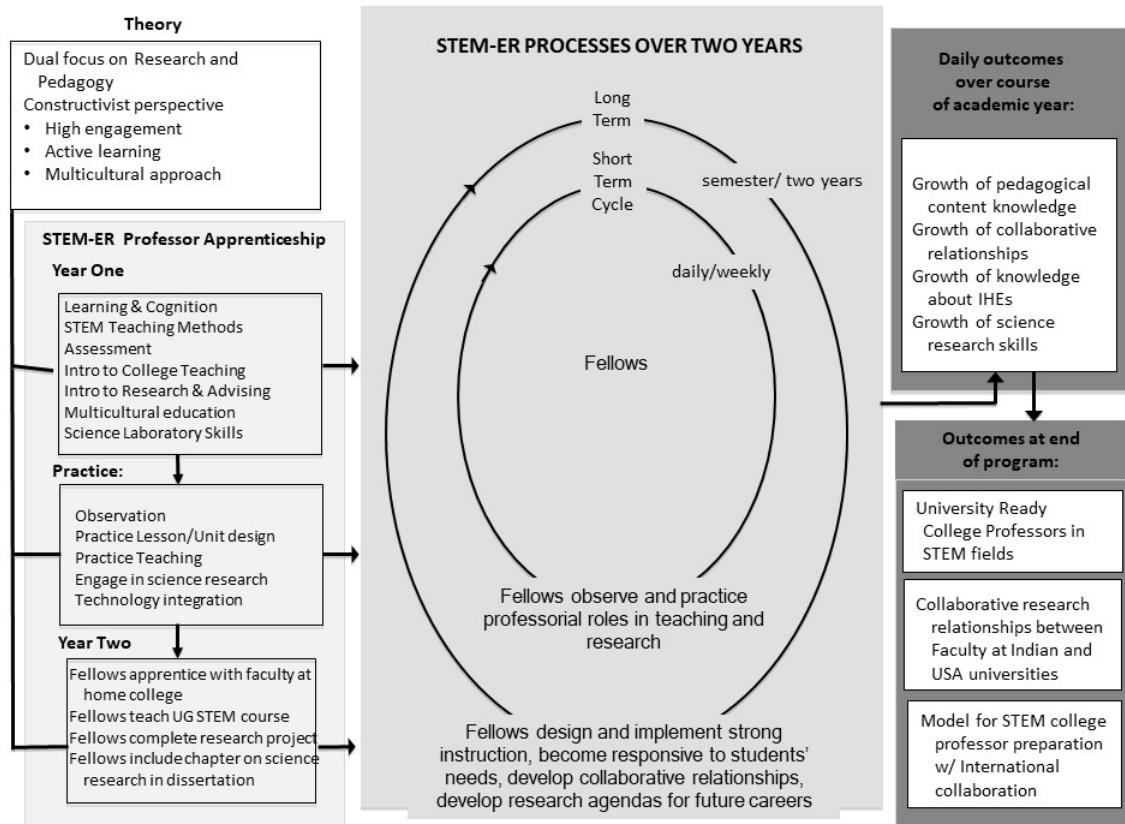 Theory
Dual focus on Research and
Pedagogy
Constructivist perspective
• High engagement
• Active learning
• Multicultural approach
STEM-ER Professor Apprenticeship
Year One
Learning & Cognition
STEM Teaching Methods
Assessment
Intro to College Teaching
Intro to Research & Advising
Multicultural education
Science Laboratory Skills
Practice:
Observation
Practice Lesson/Unit design
Practice Teaching
Engage in science research
Technology integration
Year Two
Fellows apprentice with faculty at
home college
Fellows teach UG STEM course
Fellows complete research project
Fellows include chapter on science
research in dissertation
STEM-ER PROCESSES OVER TWO YEARS
Long
Term
Short
Term
Cycle
semester/ two years
daily/weekly
Fellows
Fellows observe and practice
professorial roles in teaching and
research
Fellows design and implement strong
instruction, become responsive to students’
needs, develop collaborative relationships,
develop research agendas for future careers
Daily outcomes
over course
of academic year:
Growth of pedagogical
content knowledge
Growth of collaborative
relationships
Growth of knowledge
about IHEs
Growth of science
research skills
Outcomes at end
of program:
University Ready
College Professors in
STEM fields
Collaborative research
relationships between
Faculty at Indian and
USA universities
Model for STEM college
professor preparation
w/ International
collaboration